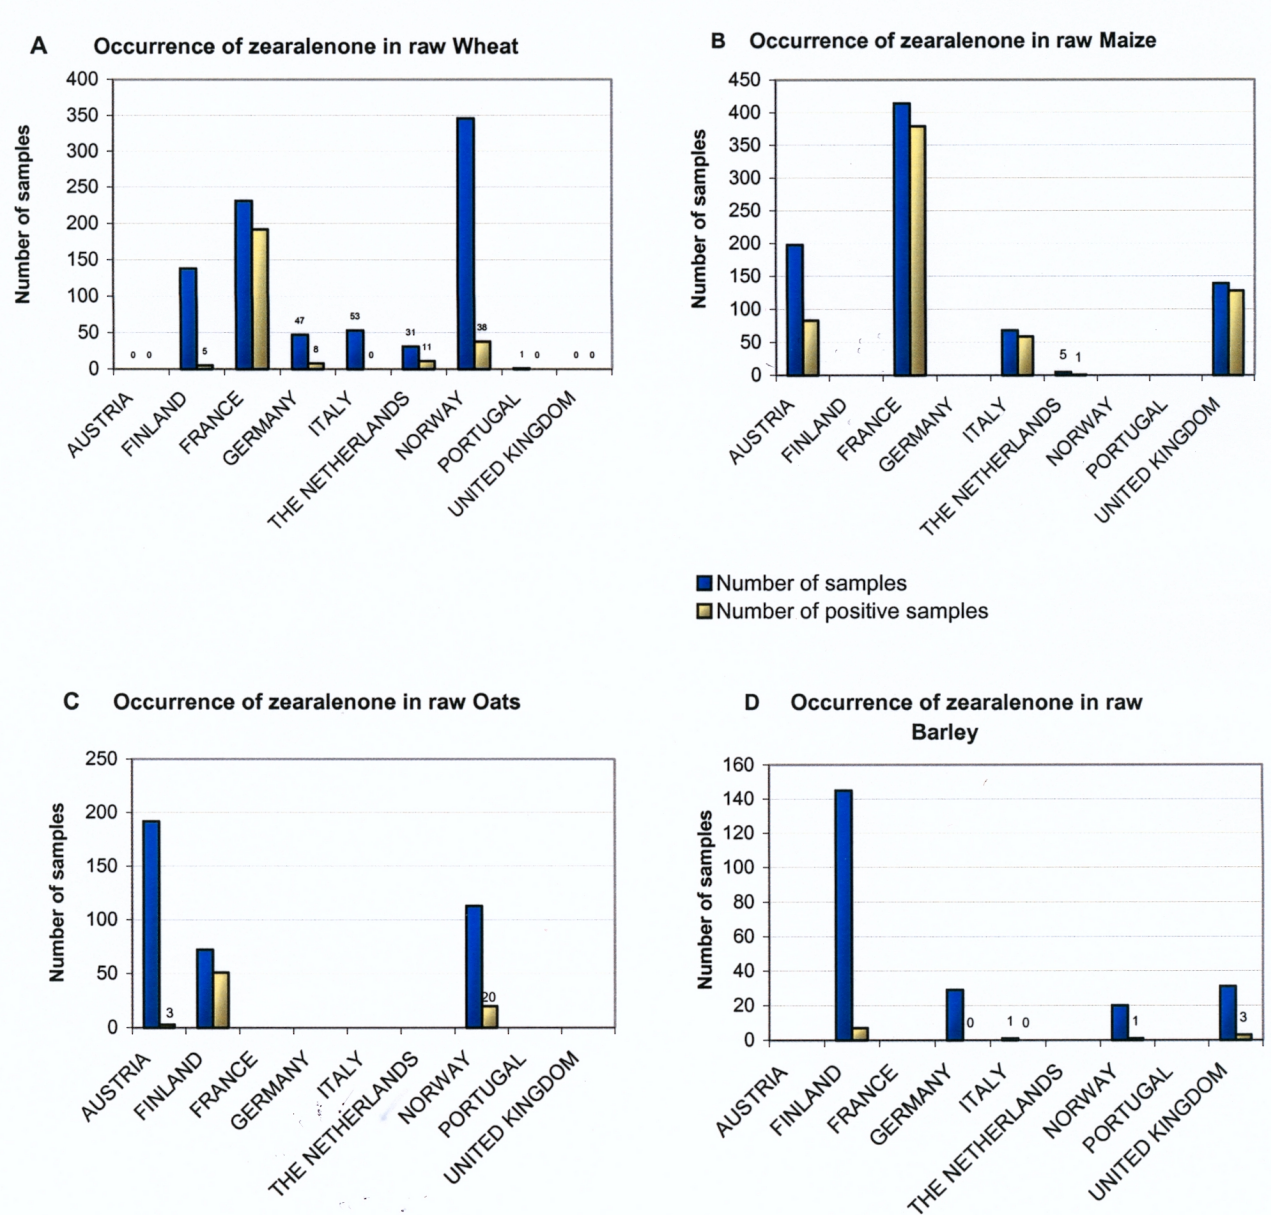 A Occurrence of zearalenone in raw Wheat
Number of samples
400
350
300
250
200
150
100
50
0
0 0
5
47
8
53
0
31
11
38
1 0
0 0
AUSTRIA
FINLAND
FRANCE
GERMANY
ITALY
THE NETHERLANDS
NORWAY
PORTUGAL
UNITED KINGDOM
B Occurrence of zearalenone in raw Maize
Number of samples
450
400
350
300
250
200
150
100
50
0
5 1
AUSTRIA
FINLAND
FRANCE
GERMANY
ITALY
THE NETHERLANDS
NORWAY
PORTUGAL
UNITED KINGDOM
Number of samples
Number of positive samples
C Occurrence of zearalenone in raw Oats
Number of samples
250
200
150
100
50
0
3
20
AUSTRIA
FINLAND
FRANCE
GERMANY
ITALY
THE NETHERLANDS
NORWAY
PORTUGAL
UNITED KINGDOM
D Occurrence of zearalenone in raw
Barley
Number of samples
160
140
120
100
80
60
40
20
0
0
1 0
1
3
AUSTRIA
FINLAND
FRANCE
GERMANY
ITALY
THE NETHERLANDS
NORWAY
PORTUGAL
UNITED KINGDOM